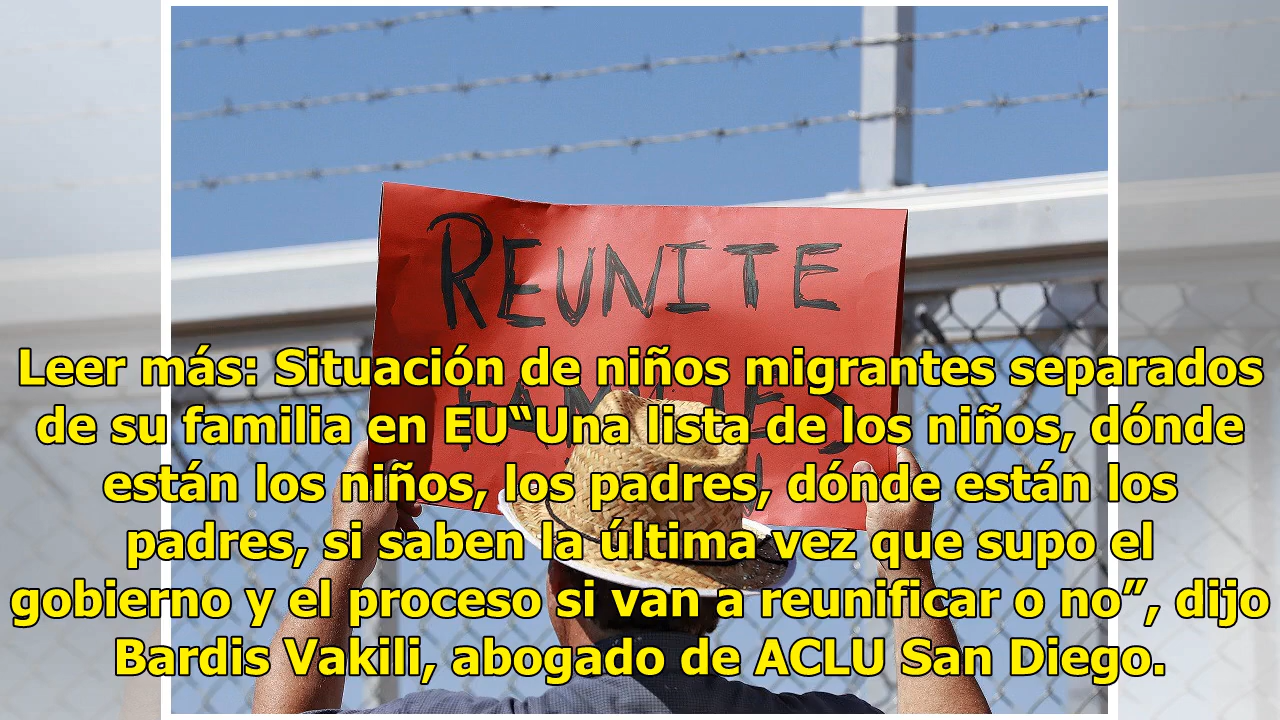 REUNITE
FAMILIES
Leer más: Situación de niños migrantes separados
de su familia en EU“Una lista de los niños, dónde
están los niños, los padres, dónde están los
padres, si saben la última vez que supo el
gobierno y el proceso si van a reunificar o no”, dijo
Bardis Vakili, abogado de ACLU San Diego.